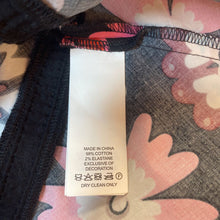 MADE IN CHINA
98% COTTON
2% ELASTANE
EXCLUSIVE OF
DECORATION
DRY CLEAN ONLY